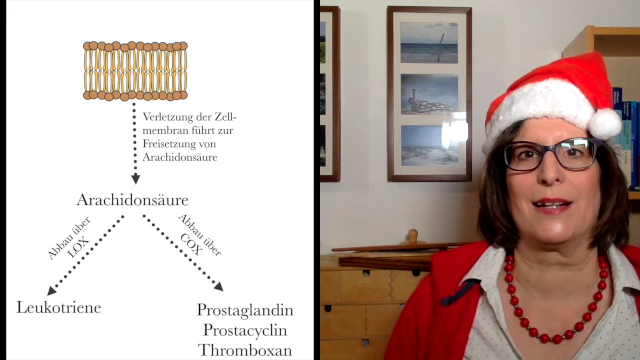 Verletzung der Zell-
membran führt zur
Freisetzung von
Arachidonsäure
Arachidonsäure
Abbau über
LOX
Abbau über
COX
Leukotriene
Prostaglandin
Prostacyclin
Thromboxan